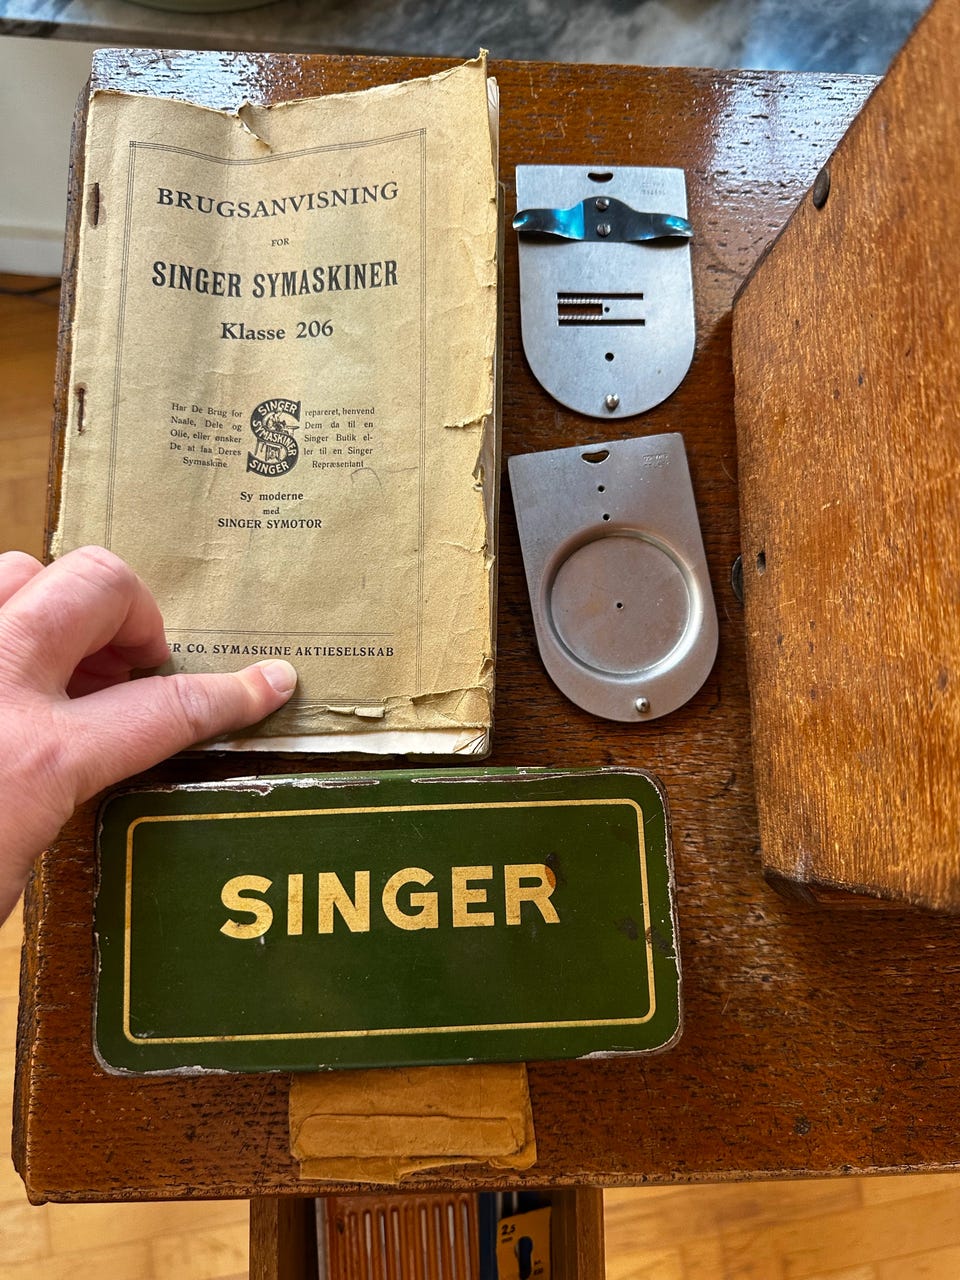 BRUGSANVISNING
FOR
SINGER SYMASKINER
Klasse 206
Har De Brug for
Naale, Dele og
Olie, eller ønsker
De at faa Deres
Symaskine
SINGER
SYMASKINER
SINGER
repareret, henvend
Dem da til en
Singer Butik el-
ler til en Singer
Repræsentant
Sy moderne
med
SINGER SYMOTOR
ER CO. SYMASKINE AKTIESELSKAB
SINGER
2,5